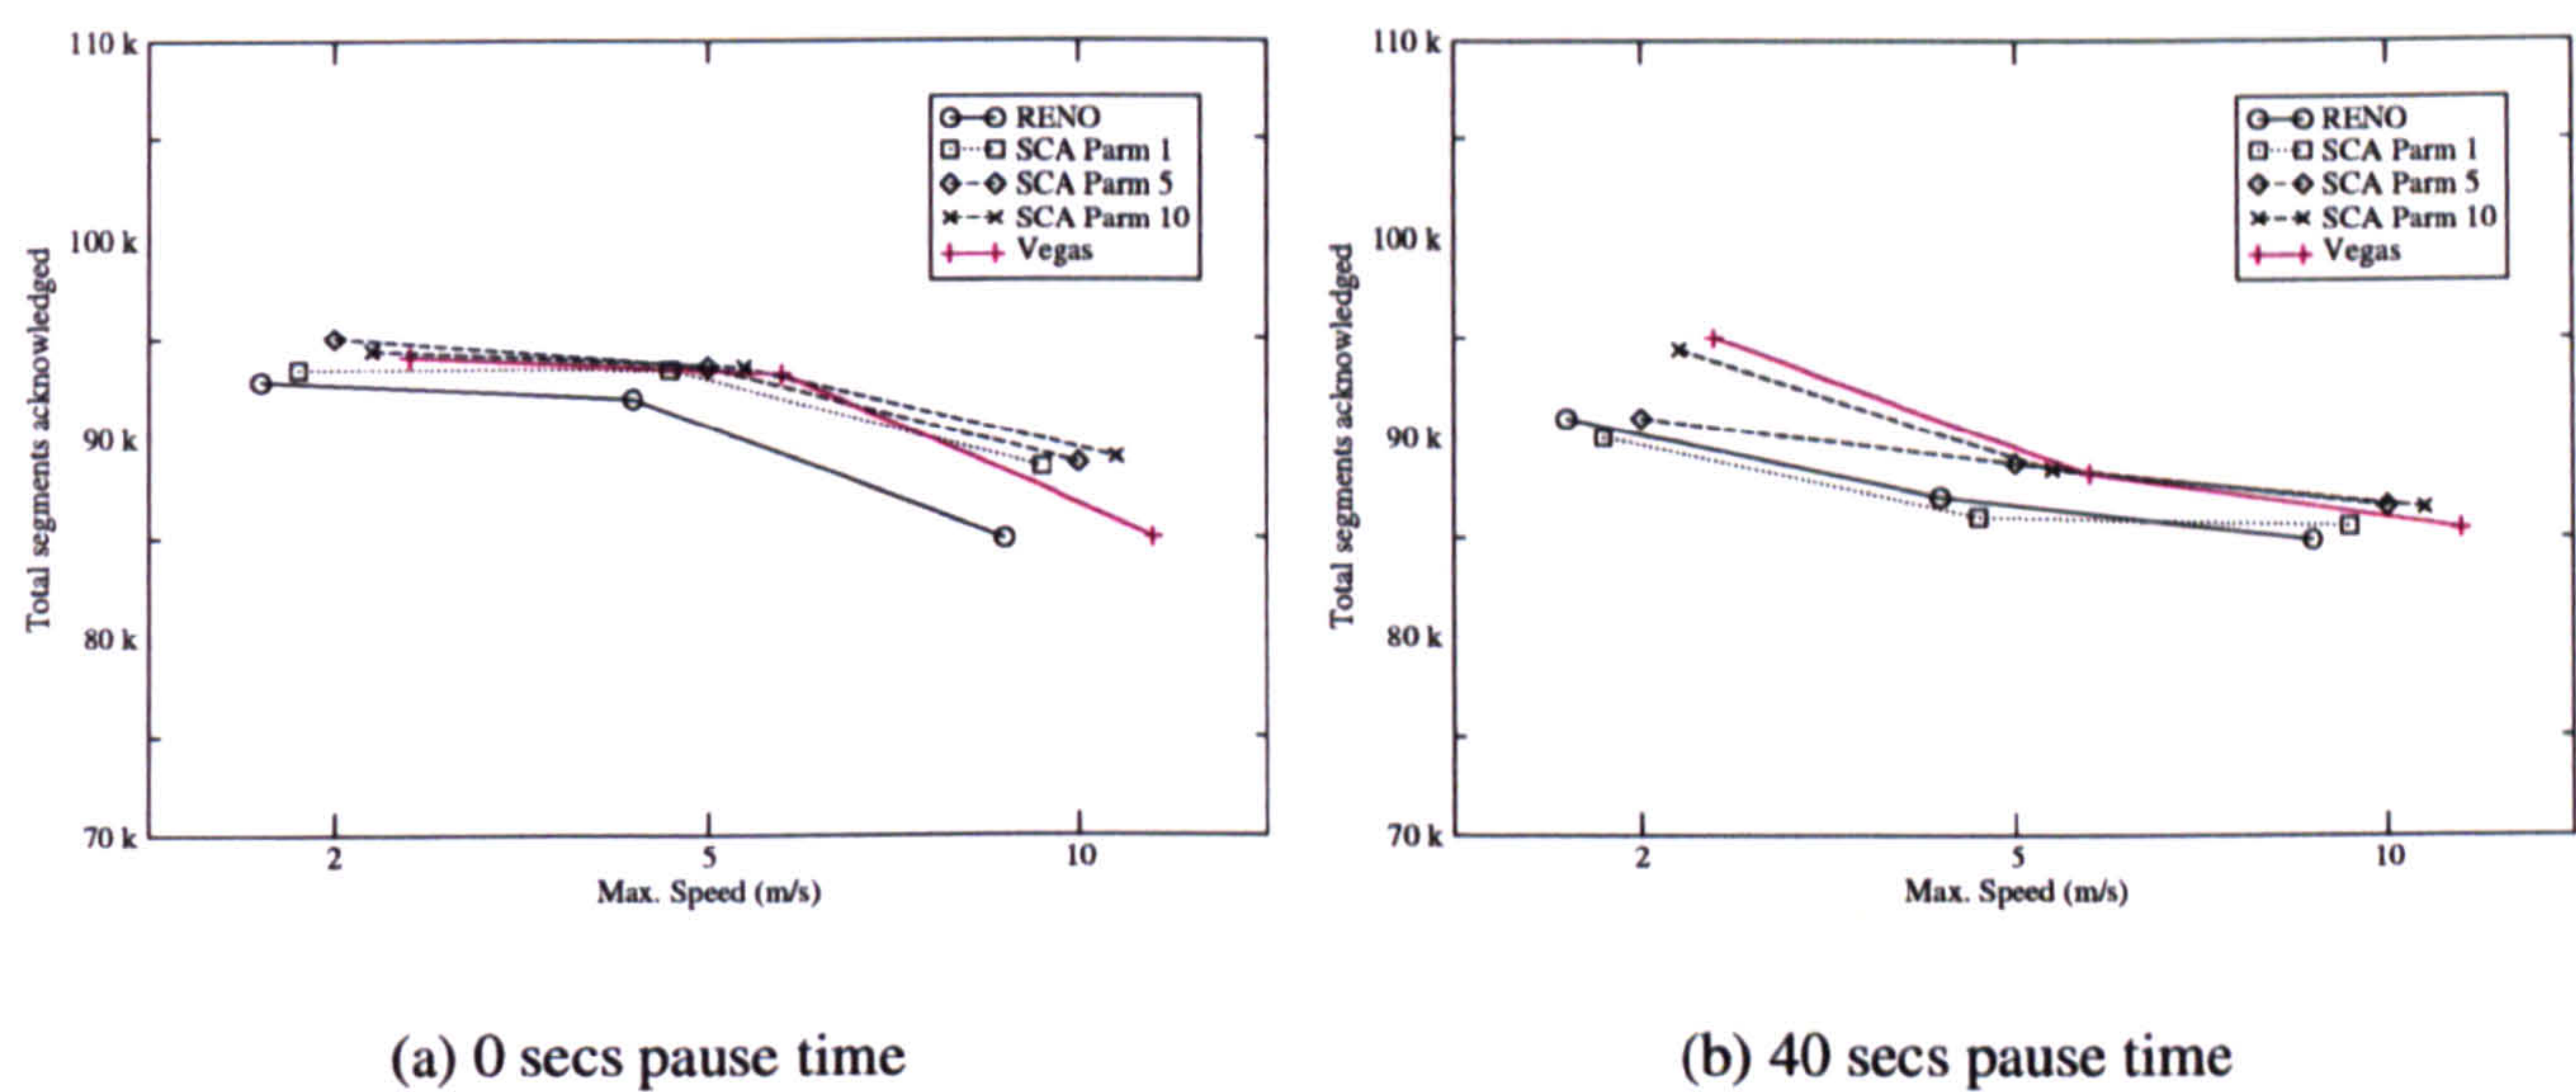 110 k
100 k
90 k
80 k
70 k
Total segments acknowledged
RENO
SCA Parm 1
SCA Parm 5
SCA Parm 10
Vegas
2 5 10
Max. Speed (m/s)
(a) 0 secs pause time
110 k
100 k
90 k
80 k
70 k
Total segments acknowledged
RENO
SCA Parm 1
SCA Parm 5
SCA Parm 10
Vegas
2 5 10
Max. Speed (m/s)
(b) 40 secs pause time